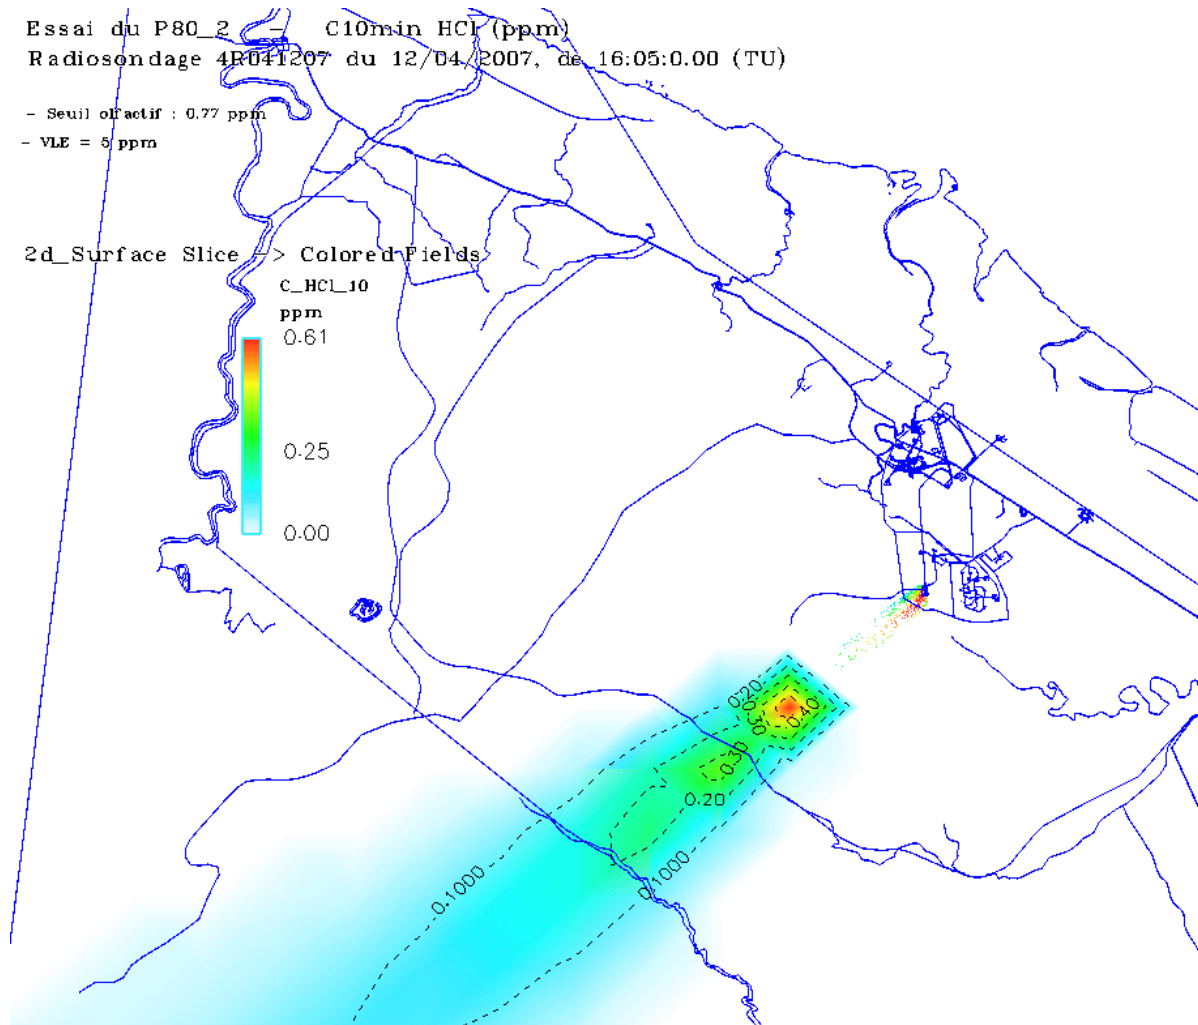 Essai du P80_2 - C10min HCl (ppm)
Radiosondage 4R041207 du 12/04/2007, de 16:05:0.00 (TU)
- Seuil olfactif : 0.77 ppm
- VLE = 5 ppm
2d_Surface Slice -> Colored Fields
C_HCl_10
ppm
0.61
0.25
0.00
0.20
0.40
0.30
0.20
0.1000
0.1000